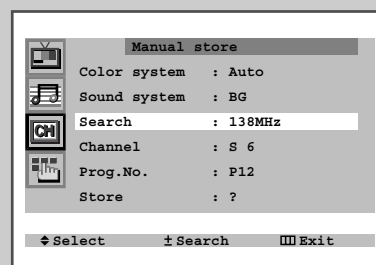 Manual store
Color system : Auto
Sound system : BG
CH
Search : 138MHz
Channel : S 6
Prog.No. : P12
Store : ?
Select ± Search Exit